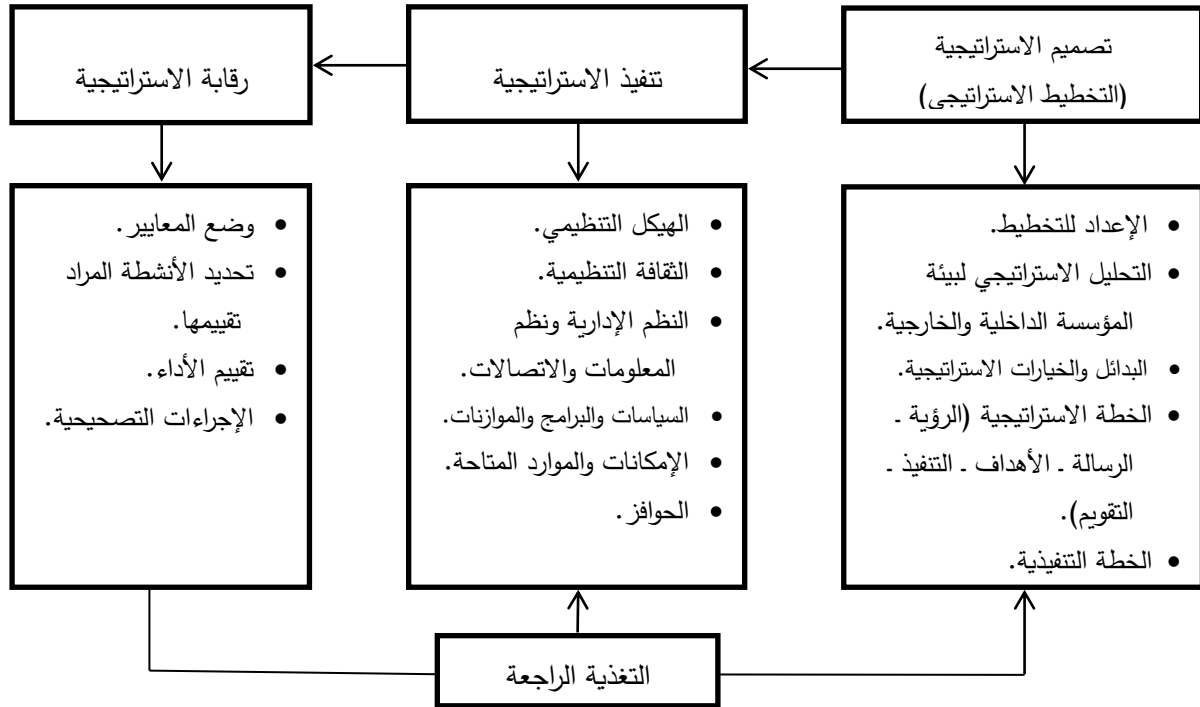 تصميم الاستراتيجية
(التخطيط الاستراتيجي)
تنفيذ الاستراتيجية
رقابة الاستراتيجية
• الإعداد للتخطيط.
• التحليل الاستراتيجي لبيئة
المؤسسة الداخلية والخارجية.
• البدائل والخيارات الاستراتيجية.
• الخطة الاستراتيجية (الرؤية ـ
الرسالة ـ الأهداف ـ التنفيذ ـ
التقويم).
• الخطة التنفيذية.
• الهيكل التنظيمي.
• الثقافة التنظيمية.
• النظم الإدارية ونظم
المعلومات والاتصالات.
• السياسات والبرامج والموازنات.
• الإمكانات والموارد المتاحة.
• الحوافز.
• وضع المعايير.
• تحديد الأنشطة المراد
تقييمها.
• تقييم الأداء.
• الإجراءات التصحيحية.
التغذية الراجعة